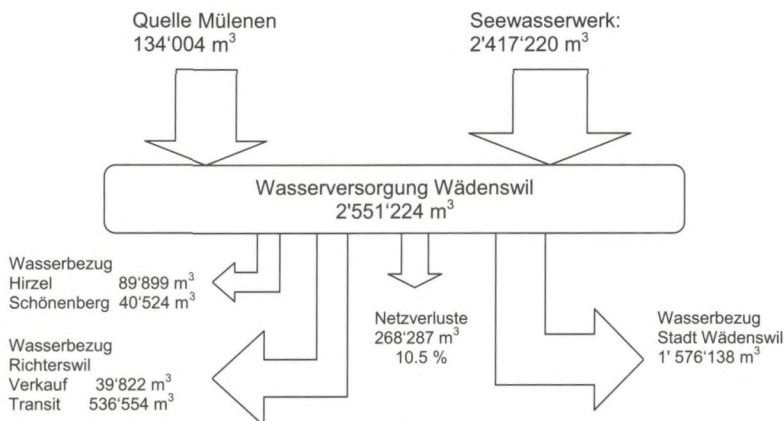 Quelle Mülenen
134‘004 m³
Seewasserwerk:
2'417‘220 m³
Wasserversorgung Wädenswil
2'551‘224 m³
Wasserbezug
Hirzel 89‘899 m³
Schönenberg 40‘524 m³
Wasserbezug
Richterswil
Verkauf 39‘822 m³
Transit 536‘554 m³
Netzverluste
268‘287 m³
10.5 %
Wasserbezug
Stadt Wädenswil
1' 576‘138 m³